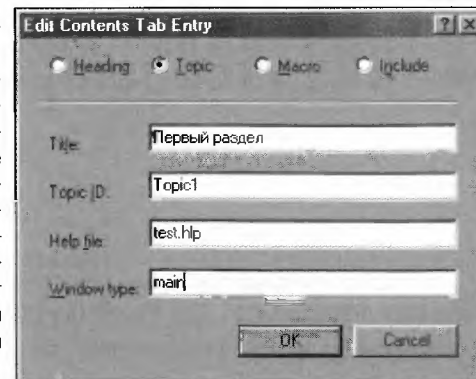 Edit Contents Tab Entry
Heading Topic Macro Include
Title: Первый раздел
Topic ID: Topic1
Help file: test.hlp
Window type: main
OK Cancel